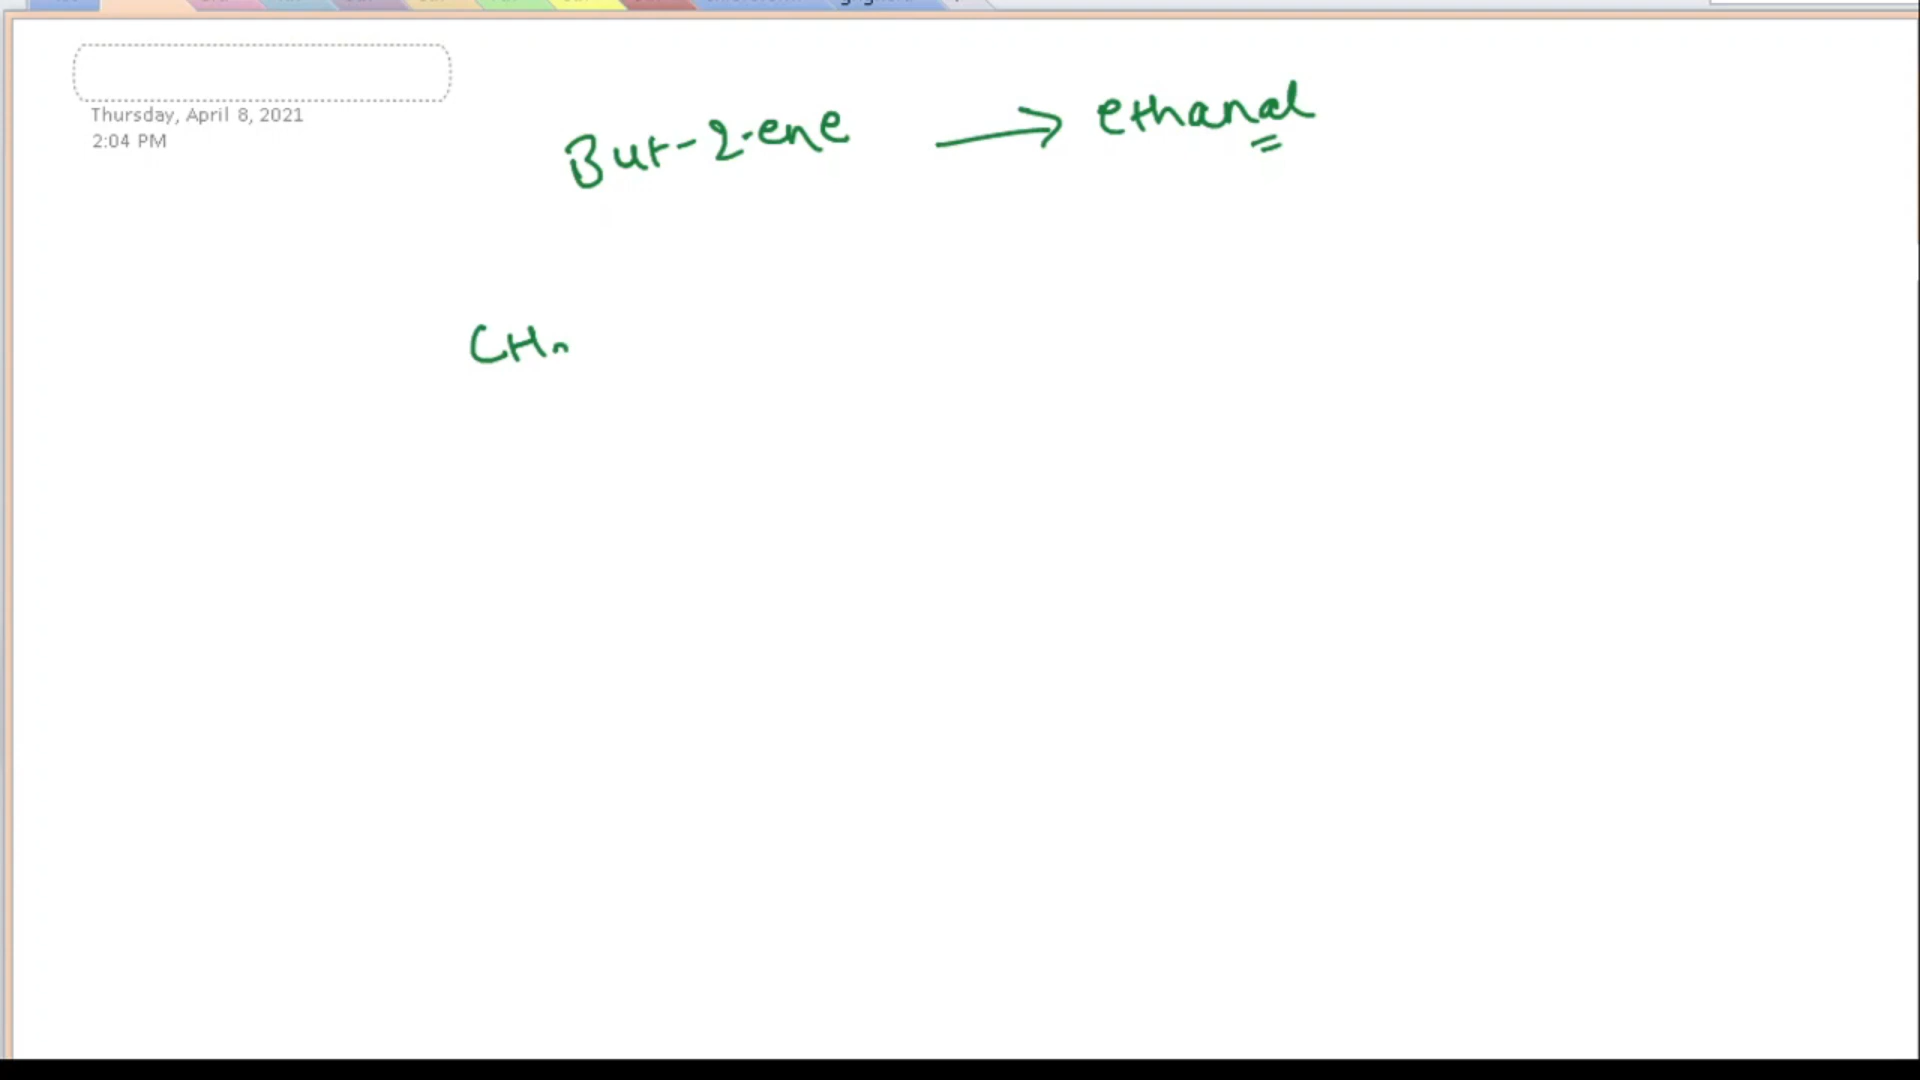 But-2-ene → ethanal
Thursday, April 8, 2021
2:04 PM
CH